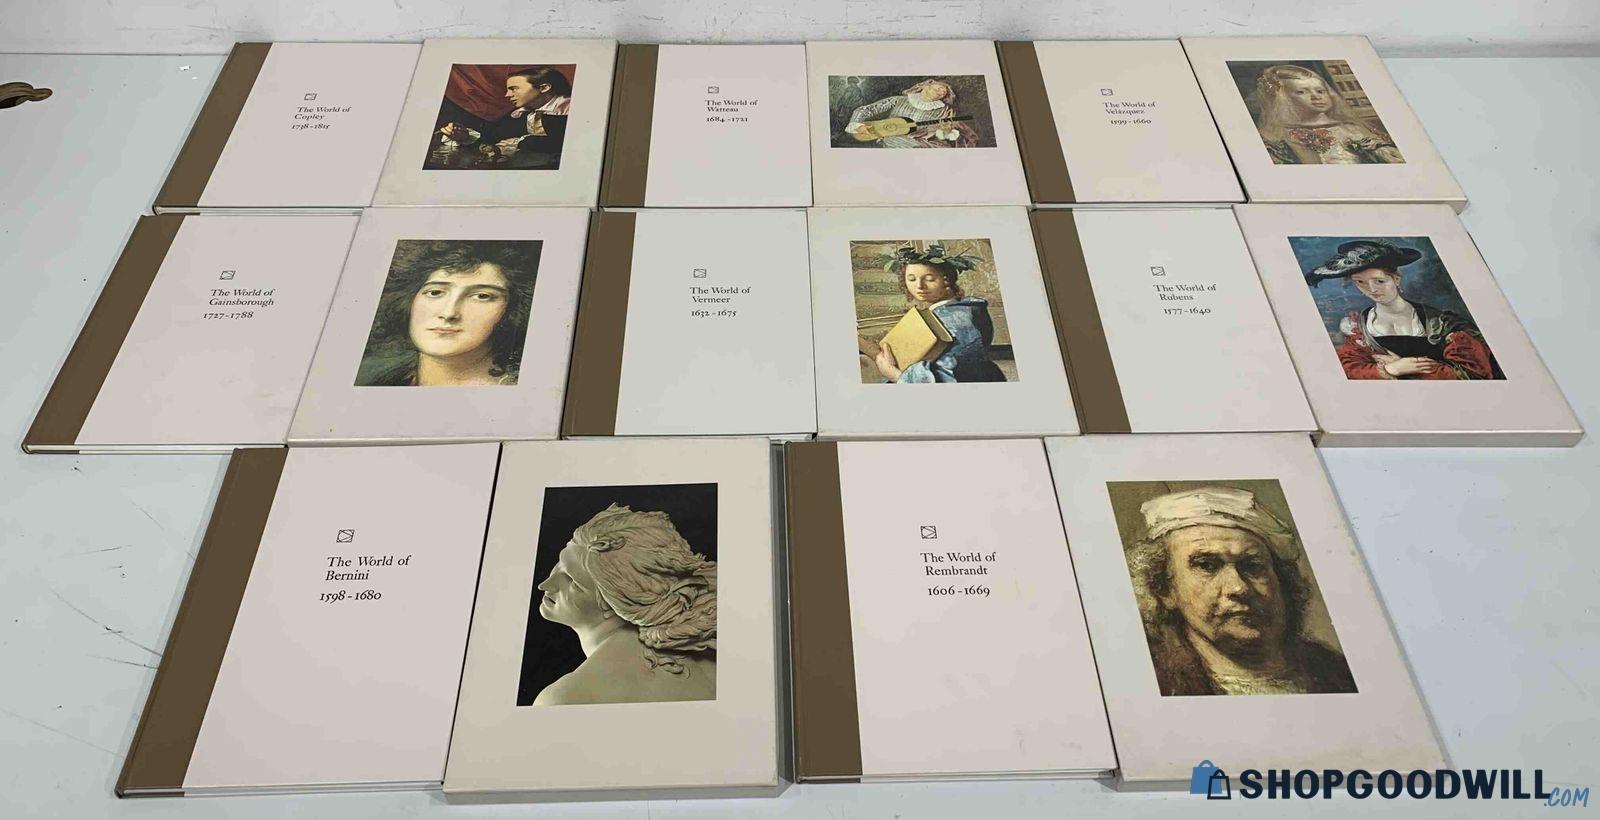 The World of
Copley
1738-1815
The World of
Watteau
1684-1721
The World of
Velázquez
1599-1660
The World of
Gainsborough
1727-1788
The World of
Vermeer
1632-1675
The World of
Rubens
1577-1640
The World of
Bernini
1598-1680
The World of
Rembrandt
1606-1669
SHOPGOODWILL.COM